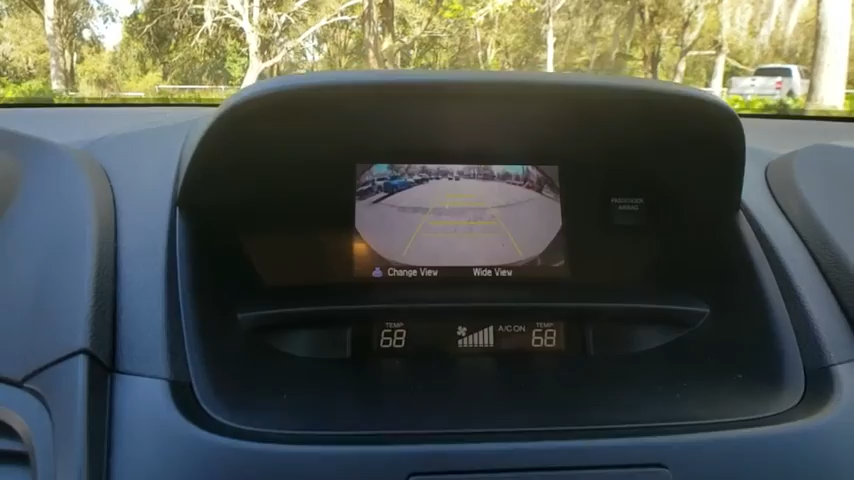 PASSENGER
AIRBAG
Change View Wide View
TEMP
68
A/C ON
TEMP
68